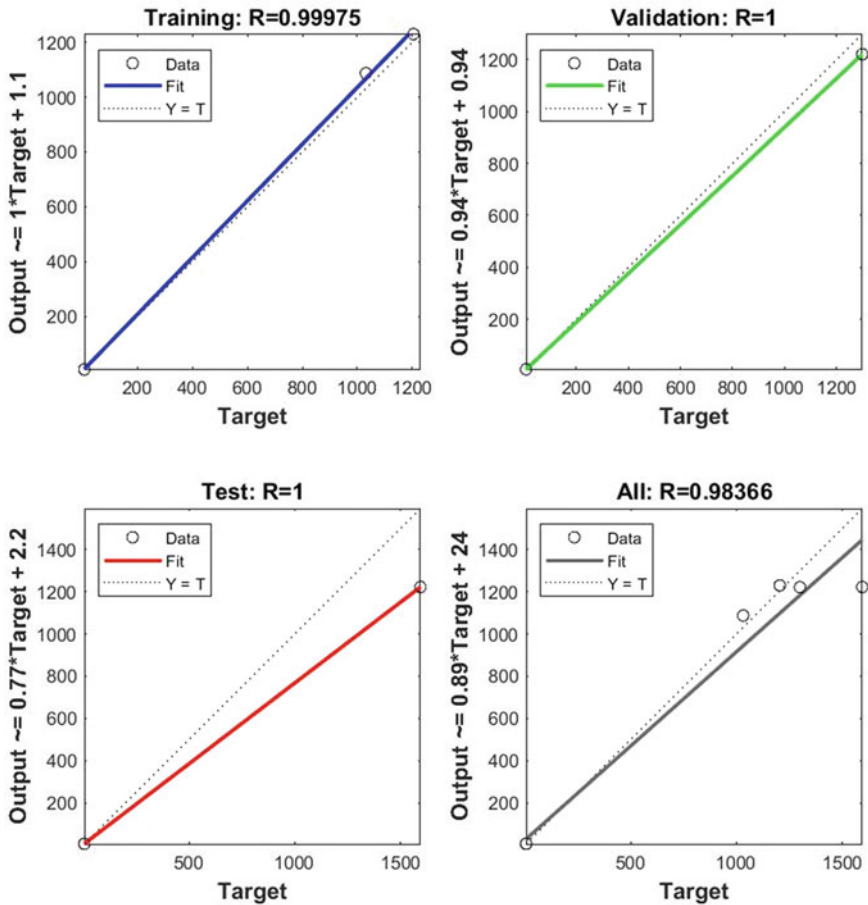 Training: R=0.99975
Output ~= 1*Target + 1.1
Data
Fit
Y = T
1200
1000
800
600
400
200
200 400 600 800 1000 1200
Target
Validation: R=1
Output ~= 0.94*Target + 0.94
Data
Fit
Y = T
1200
1000
800
600
400
200
200 400 600 800 1000 1200
Target
Test: R=1
Output ~= 0.77*Target + 2.2
Data
Fit
Y = T
1400
1200
1000
800
600
400
200
500 1000 1500
Target
All: R=0.98366
Output ~= 0.89*Target + 24
Data
Fit
Y = T
1400
1200
1000
800
600
400
200
500 1000 1500
Target